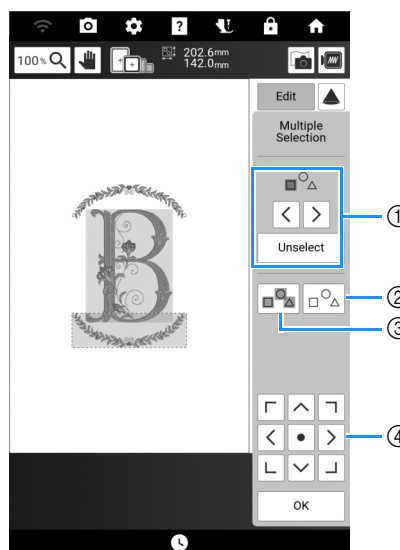 ?
100%
202.6mm
142.0mm
Edit
Multiple
Selection
①
Unselect
②
③
④
OK
B